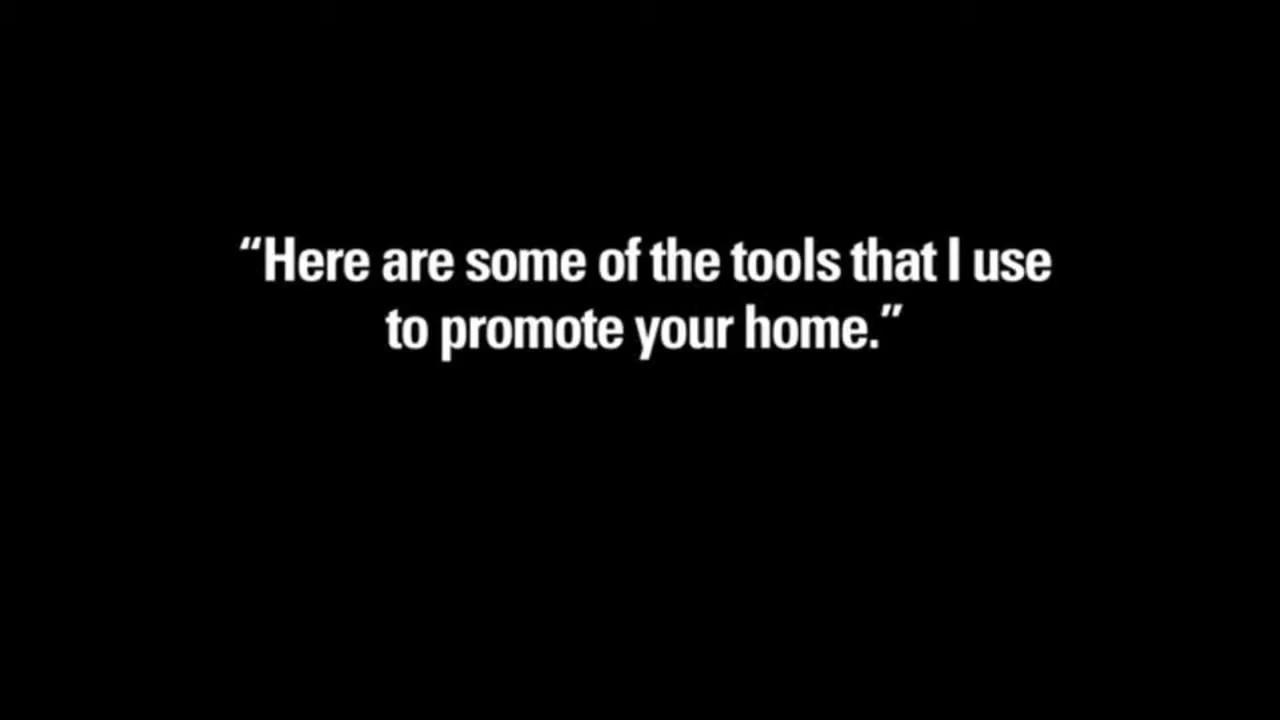 “Here are some of the tools that I use
to promote your home.”